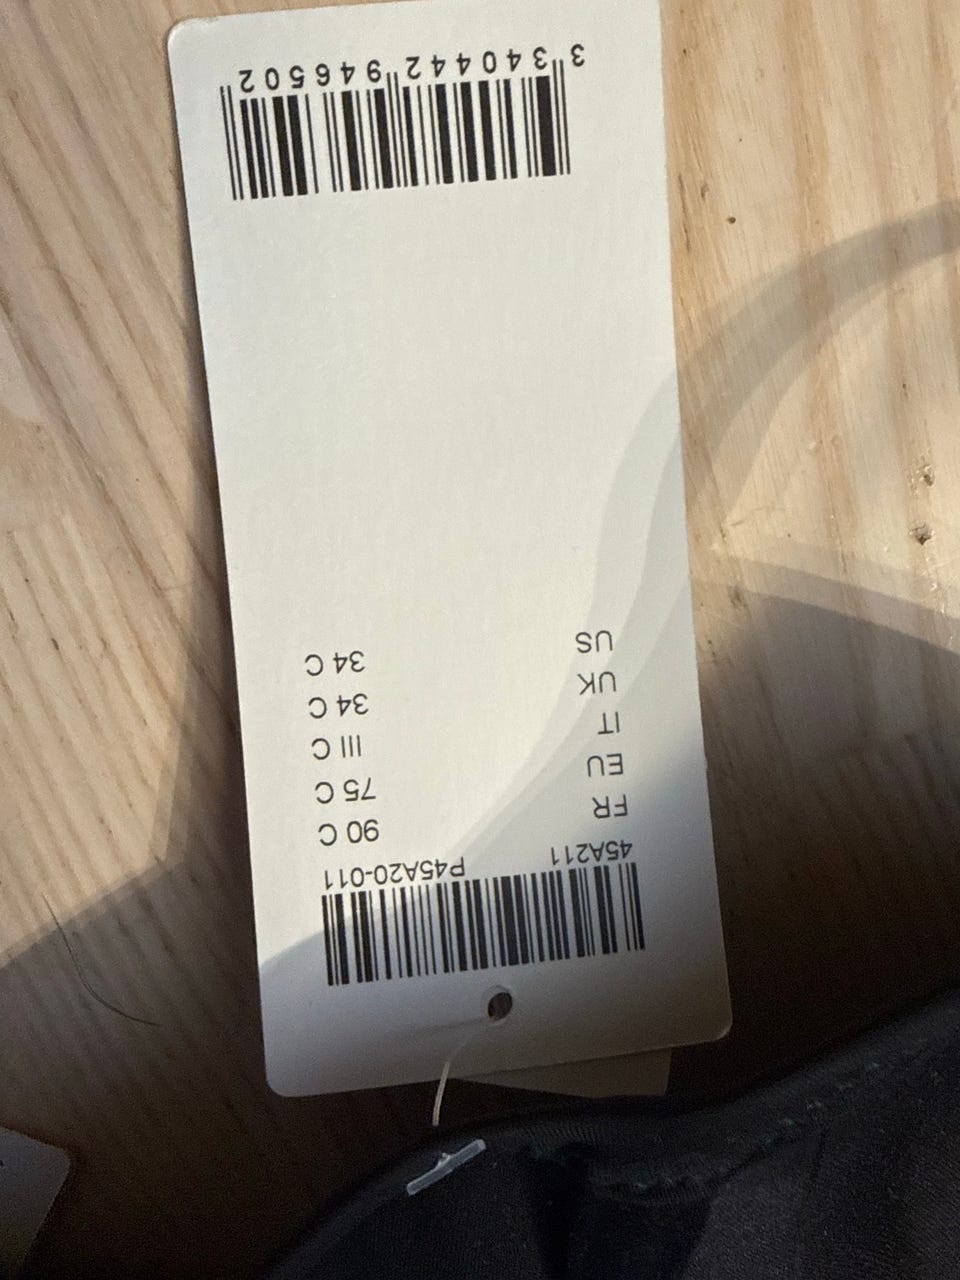 45A211 P45A20-011
FR 90 C
EU 75 C
IT III C
UK 34 C
US 34 C
3 340442 946502